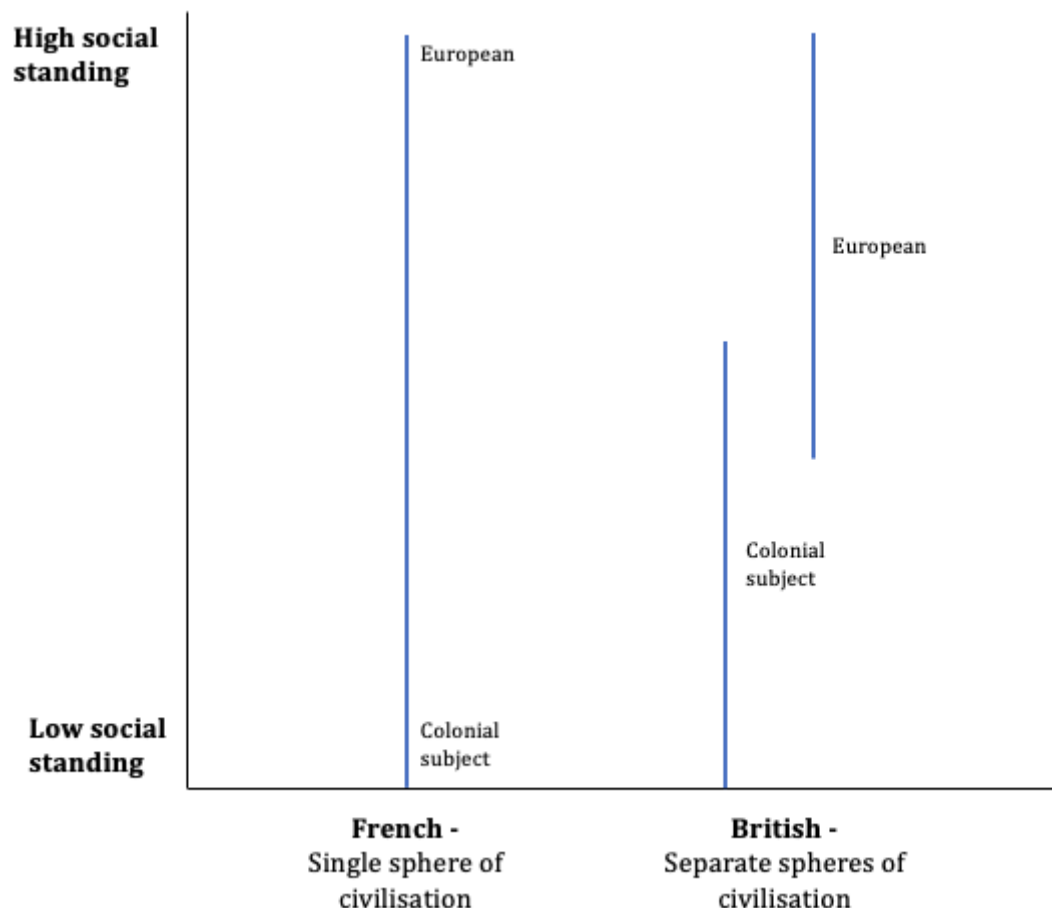 High social
standing
European
European
Colonial
subject
Low social
standing
Colonial
subject
French -
Single sphere of
civilisation
British -
Separate spheres of
civilisation